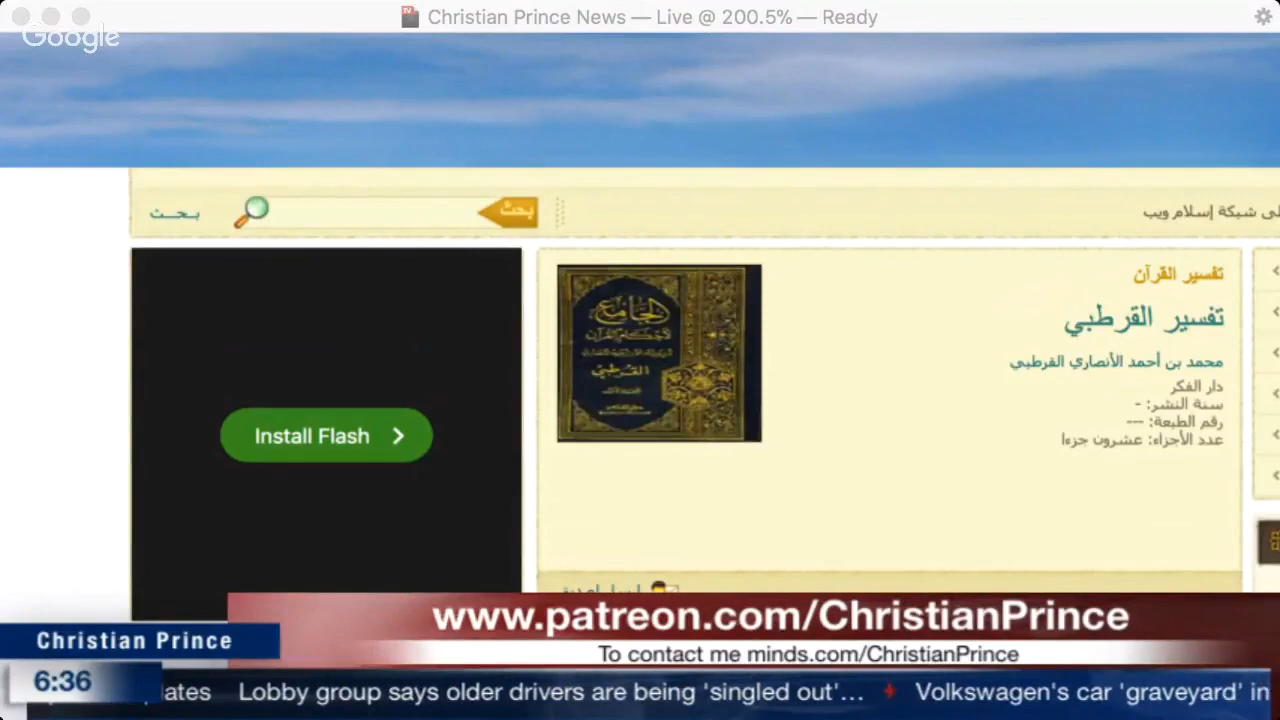 Christian Prince News — Live @ 200.5% — Ready
Google
بـحــث
بحث
لى شبكة إسلام ويب
Install Flash
الجامع
لأحكام القرآن
القرطبي
تفسير القرآن
تفسير القرطبي
محمد بن أحمد الأنصاري القرطبي
دار الفكر
سنة النشر: -
رقم الطبعة: ---
عدد الأجزاء: عشرون جزءا
www.patreon.com/ChristianPrince
To contact me minds.com/ChristianPrince
Christian Prince
6:36
lates Lobby group says older drivers are being 'singled out'... Volkswagen's car 'graveyard' in